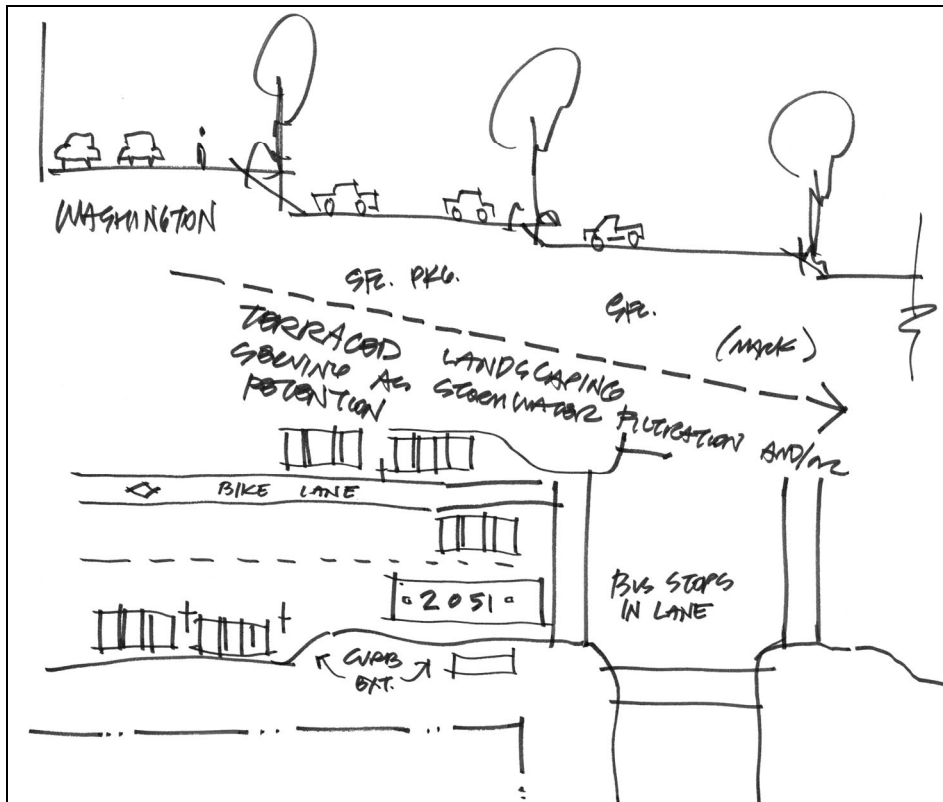 WASHINGTON
SFC. PKG.
SFC.
(MARK)
TERRACED LANDSCAPING
SERVING AS STORMWATER FILTRATION AND/OR
RETENTION
BIKE LANE
2051
BUS STOPS
IN LANE
CURB
EXT.